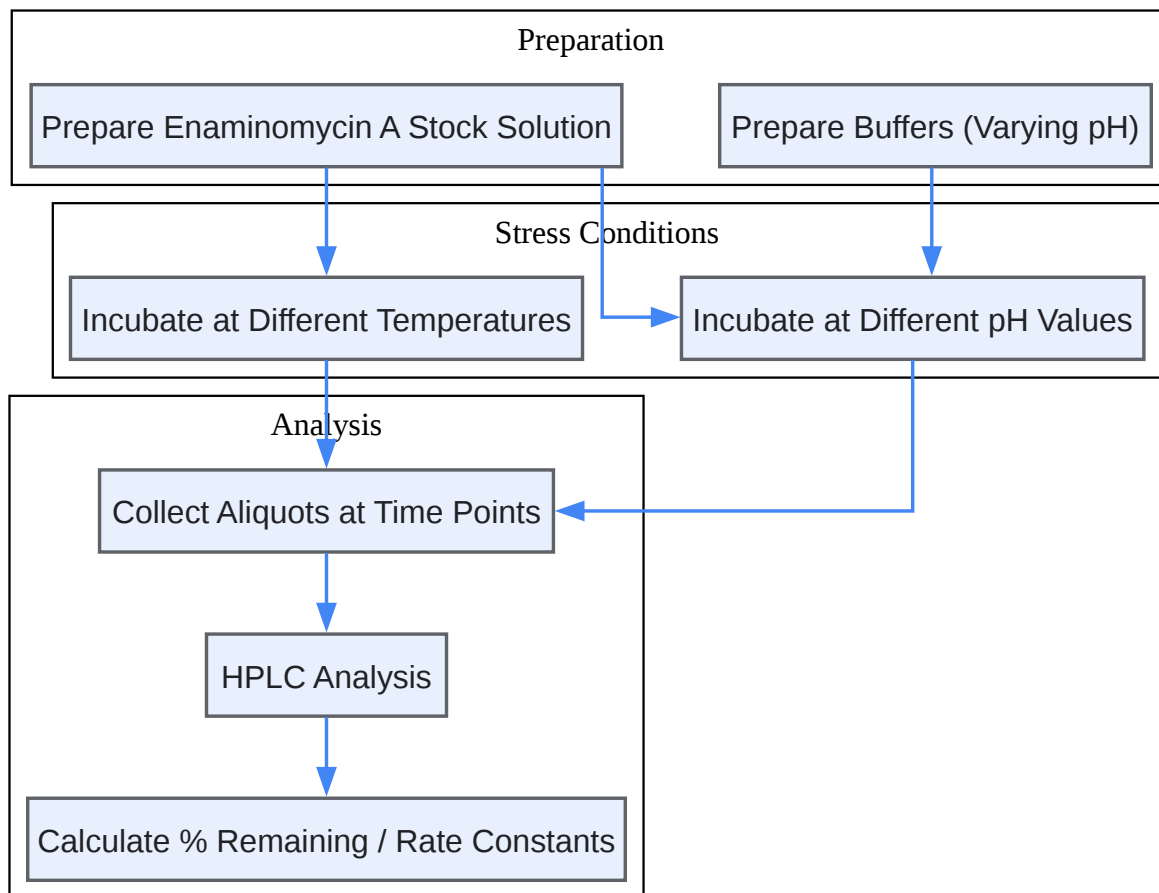 Preparation
Prepare Enaminomycin A Stock Solution
Prepare Buffers (Varying pH)
Stress Conditions
Incubate at Different Temperatures
Incubate at Different pH Values
Analysis
Collect Aliquots at Time Points
HPLC Analysis
Calculate % Remaining / Rate Constants